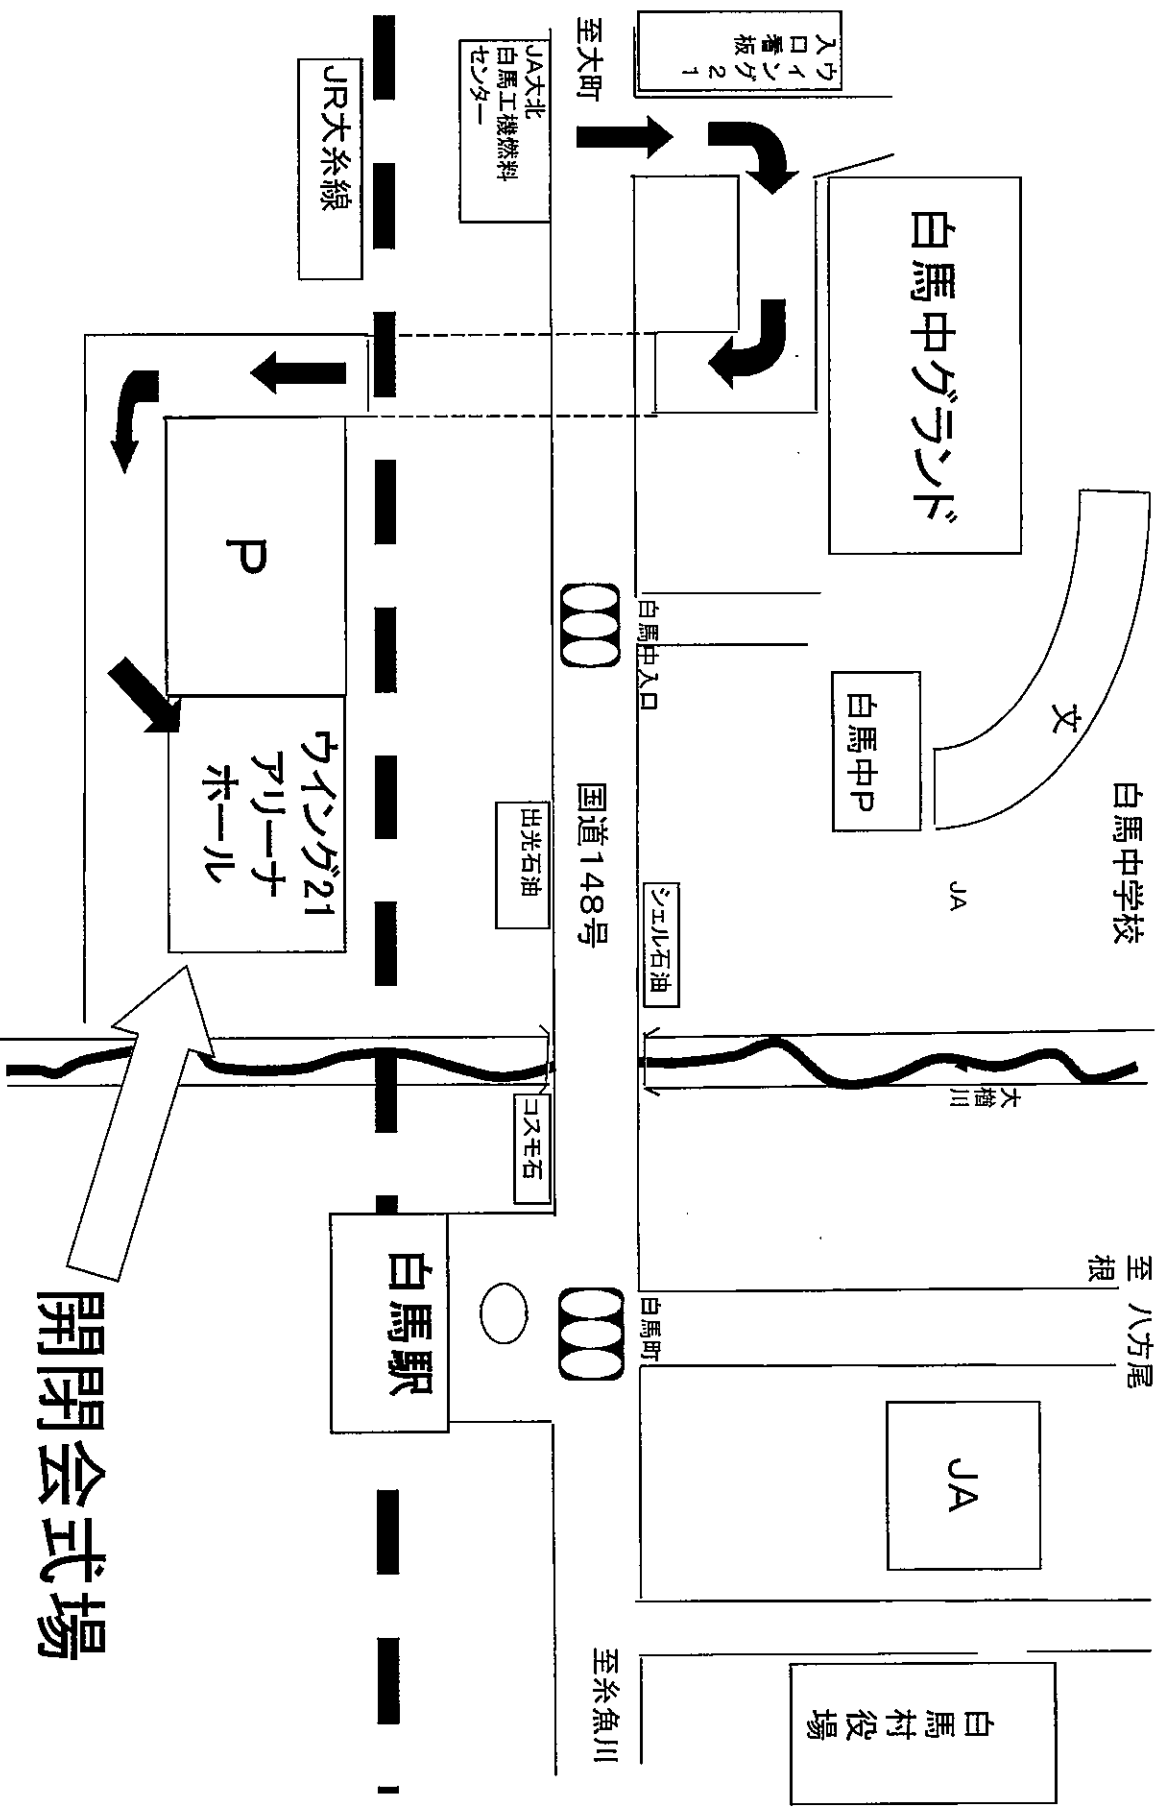 至大町
ウイング21
入口看板
JA大北
白馬工機燃料
センター
JR大糸線
白馬中グランド
P
白馬中入口
文
白馬中P
白馬中学校
JA
ウイング21
アリーナ
ホール
出光石油
国道148号
シェル石油
大楢川
コスモ石
開閉会式場
白馬駅
白馬町
至 八方尾
根
JA
至糸魚川
白馬村役
場